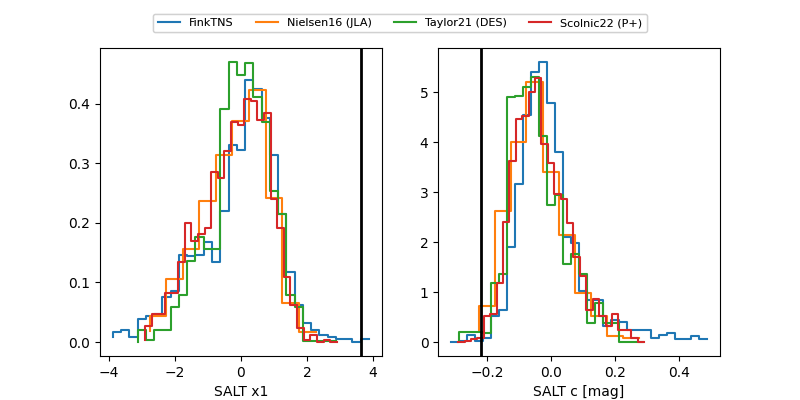 FinkTNS Nielsen16 (JLA) Taylor21 (DES) Scolnic22 (P+)
0.4
0.3
0.2
0.1
0.0
−4 −2 0 2 4
SALT x1
5
4
3
2
1
0
−0.2 0.0 0.2 0.4
SALT c [mag]